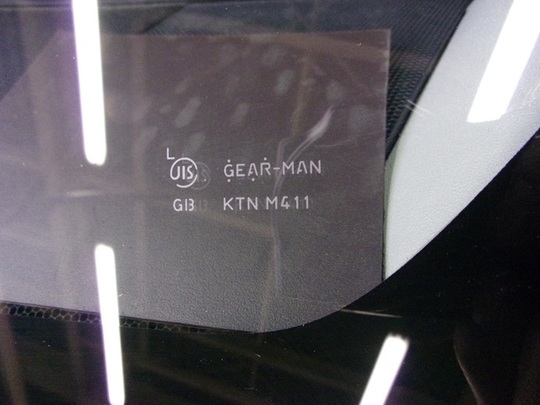 L
JIS GEAR-MAN
GB KTN M411